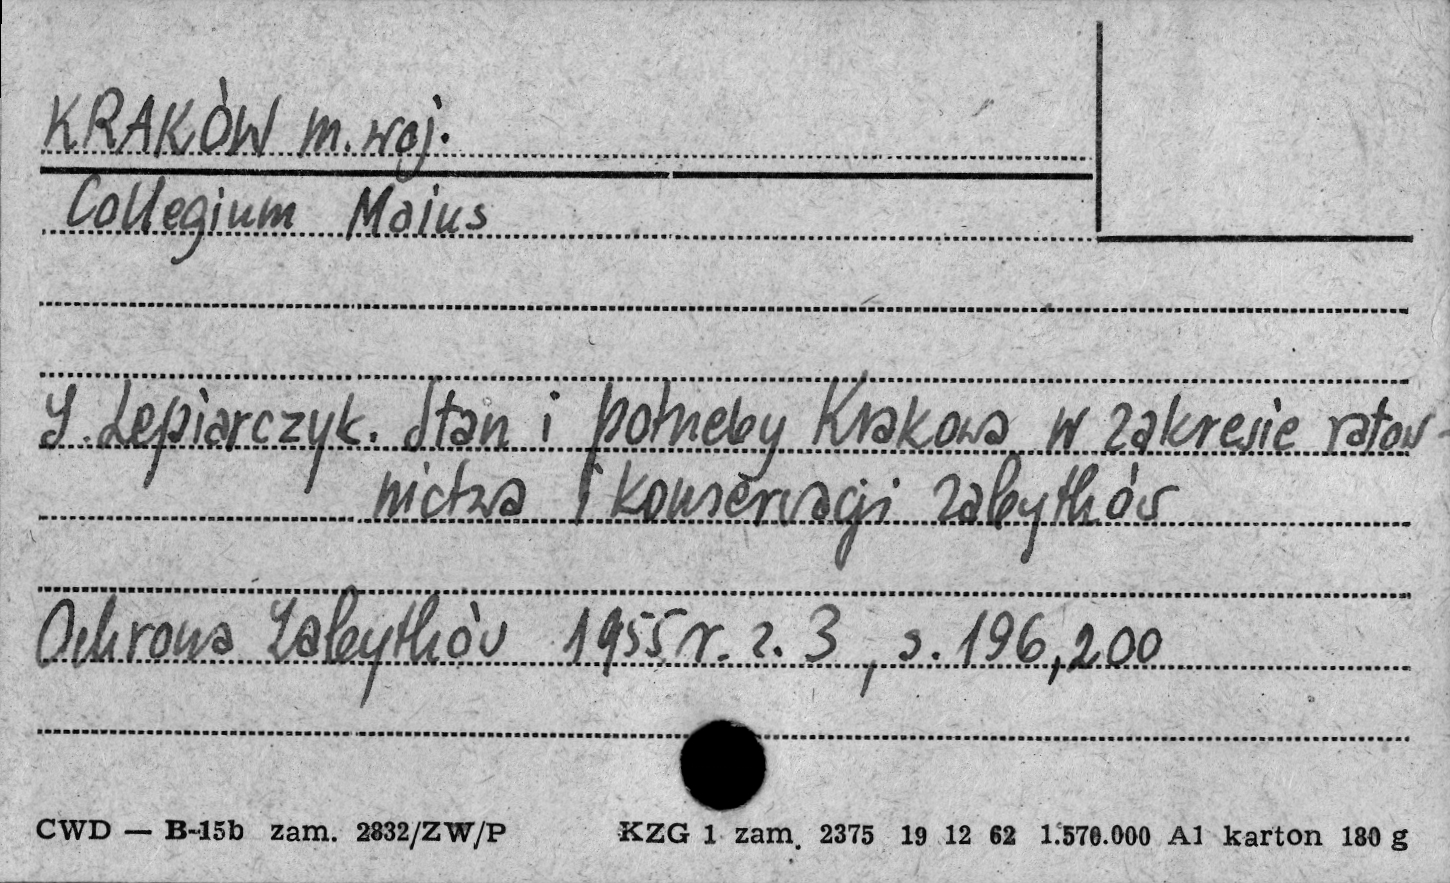 KRAKÓW m. woj.
Collegium Maius
J. Lepiarczyk. Stan i potrzeby Krakowa w zakresie ratow-
nictwa i konserwacji zabytków
Ochrona Zabytków 1955 r. z. 3, s. 196, 200
CWD — B-15b zam. 2832/ZW/P KZG 1 zam. 2375 19 12 62 1.570.000 A1 karton 180 g